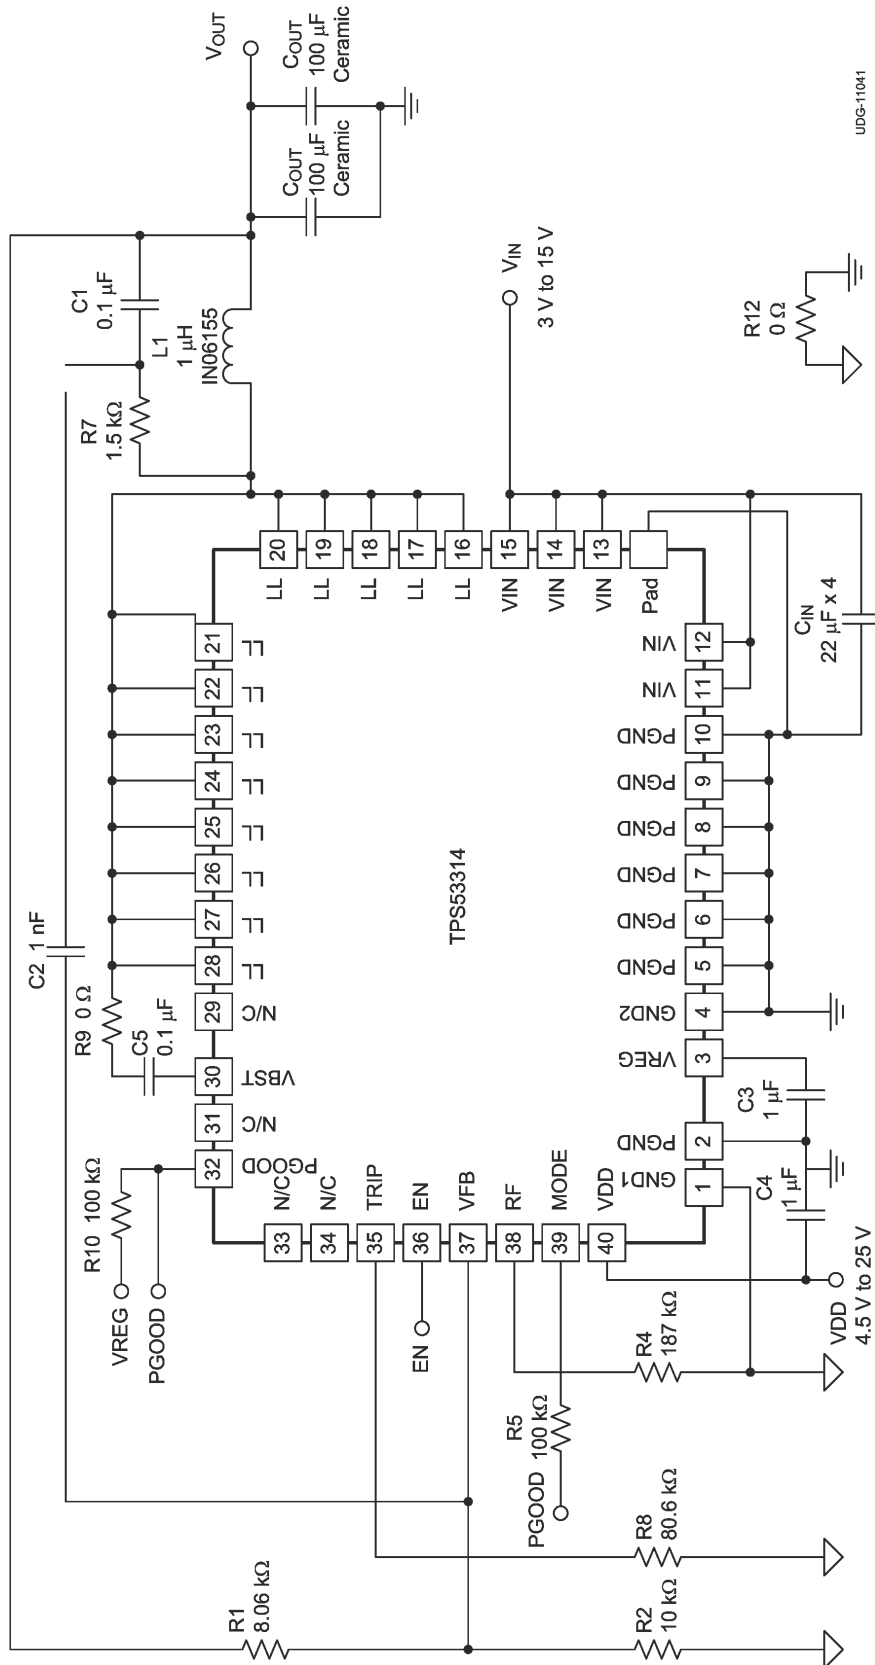 VOUT
COUT
100 µF
Ceramic
COUT
100 µF
Ceramic
UDG-11041
C1
0.1 µF
L1
1 µH
IN06155
R7
1.5 kΩ
VIN
3 V to 15 V
R12
0 Ω
C2 1 nF
R9 0 Ω
C5
0.1 µF
R10 100 kΩ
VREG
PGOOD
20
19
18
17
16
15
14
13
LL
LL
LL
LL
LL
VIN
VIN
VIN
Pad
21
22
23
24
25
26
27
28
29
30
31
32
LL
LL
LL
LL
LL
LL
LL
LL
N/C
VBST
N/C
PGOOD
TPS53314
VIN
VIN
PGND
PGND
PGND
PGND
PGND
PGND
GND2
VREG
PGND
GND1
12
11
10
9
8
7
6
5
4
3
2
1
CIN
22 µF x 4
C3
1 µF
C4
1 µF
N/C
N/C
TRIP
EN
VFB
RF
MODE
VDD
33
34
35
36
37
38
39
40
EN
R5
100 kΩ
PGOOD
R4
187 kΩ
VDD
4.5 V to 25 V
R8
80.6 kΩ
R1
8.06 kΩ
R2
10 kΩ